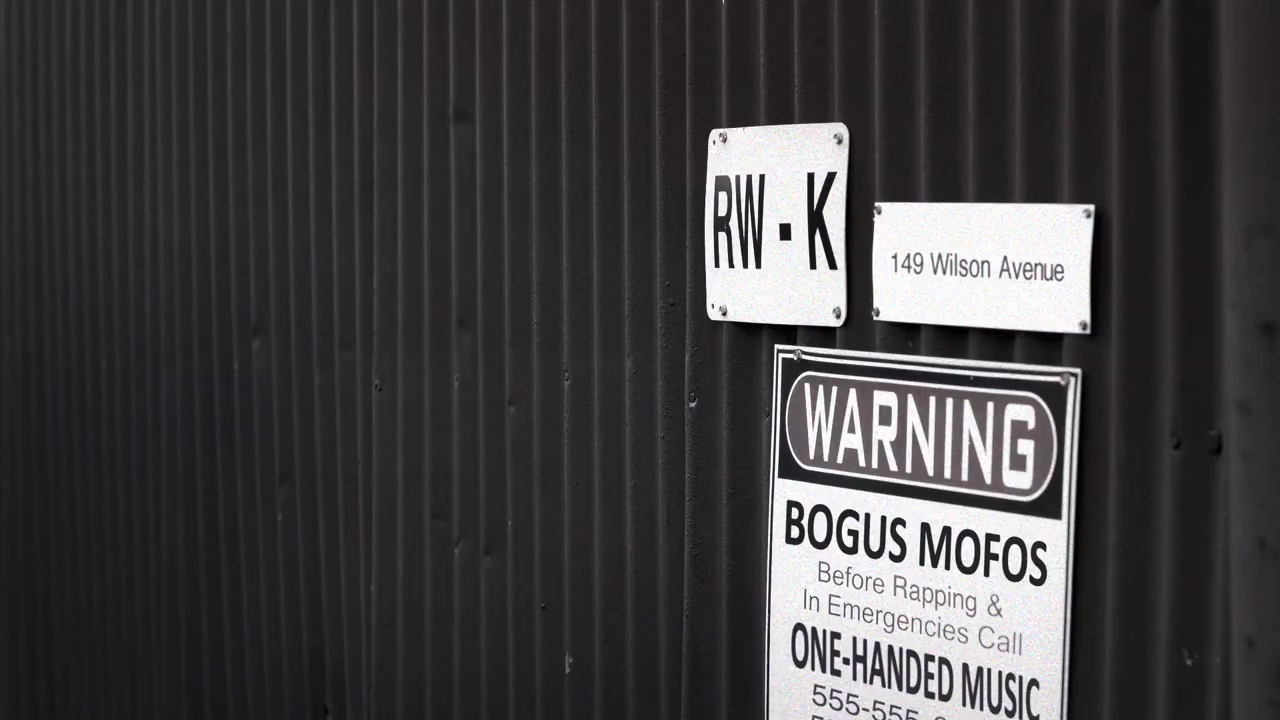 RW - K
149 Wilson Avenue
WARNING
BOGUS MOFOS
Before Rapping &
In Emergencies Call
ONE-HANDED MUSIC